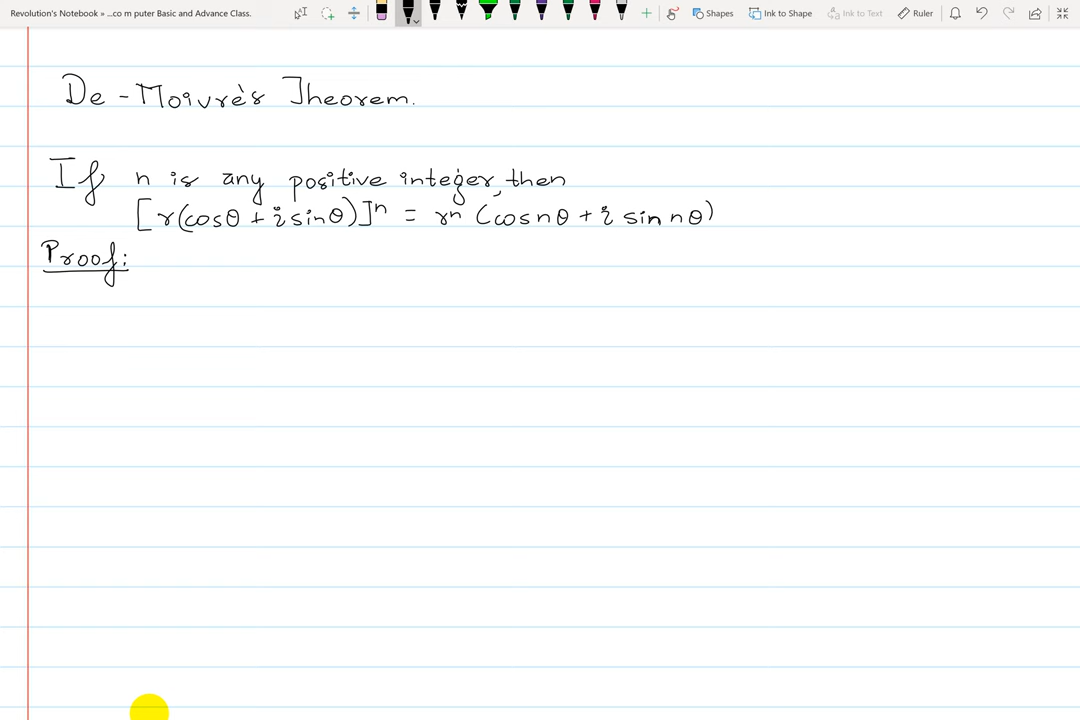 Revolution's Notebook » ...co m puter Basic and Advance Class.
Shapes
Ink to Shape
Ink to Text
Ruler
De - Moivre's Theorem.
If n is any positive integer, then
[r(cosθ + i sinθ)]ⁿ = rⁿ (cos nθ + i sin nθ)
Proof: